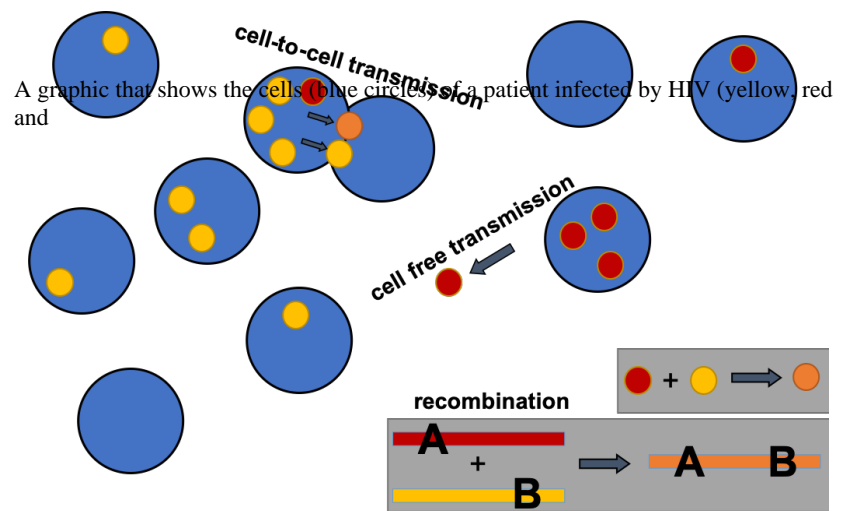 cell-to-cell transmission
A graphic that shows the cells (blue circles) of a patient infected by HIV (yellow, red
and
cell free transmission
+
recombination
A
+
A B
B